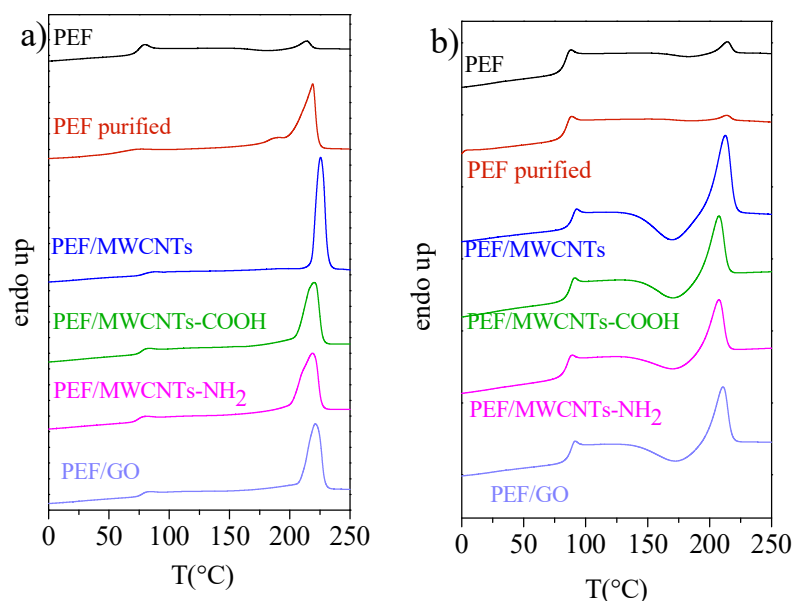 a)
PEF
PEF purified
PEF/MWCNTs
PEF/MWCNTs-COOH
PEF/MWCNTs-NH2
PEF/GO
endo up
0 50 100 150 200 250
T(°C)
b)
PEF
PEF purified
PEF/MWCNTs
PEF/MWCNTs-COOH
PEF/MWCNTs-NH2
PEF/GO
endo up
0 50 100 150 200 250
T(°C)